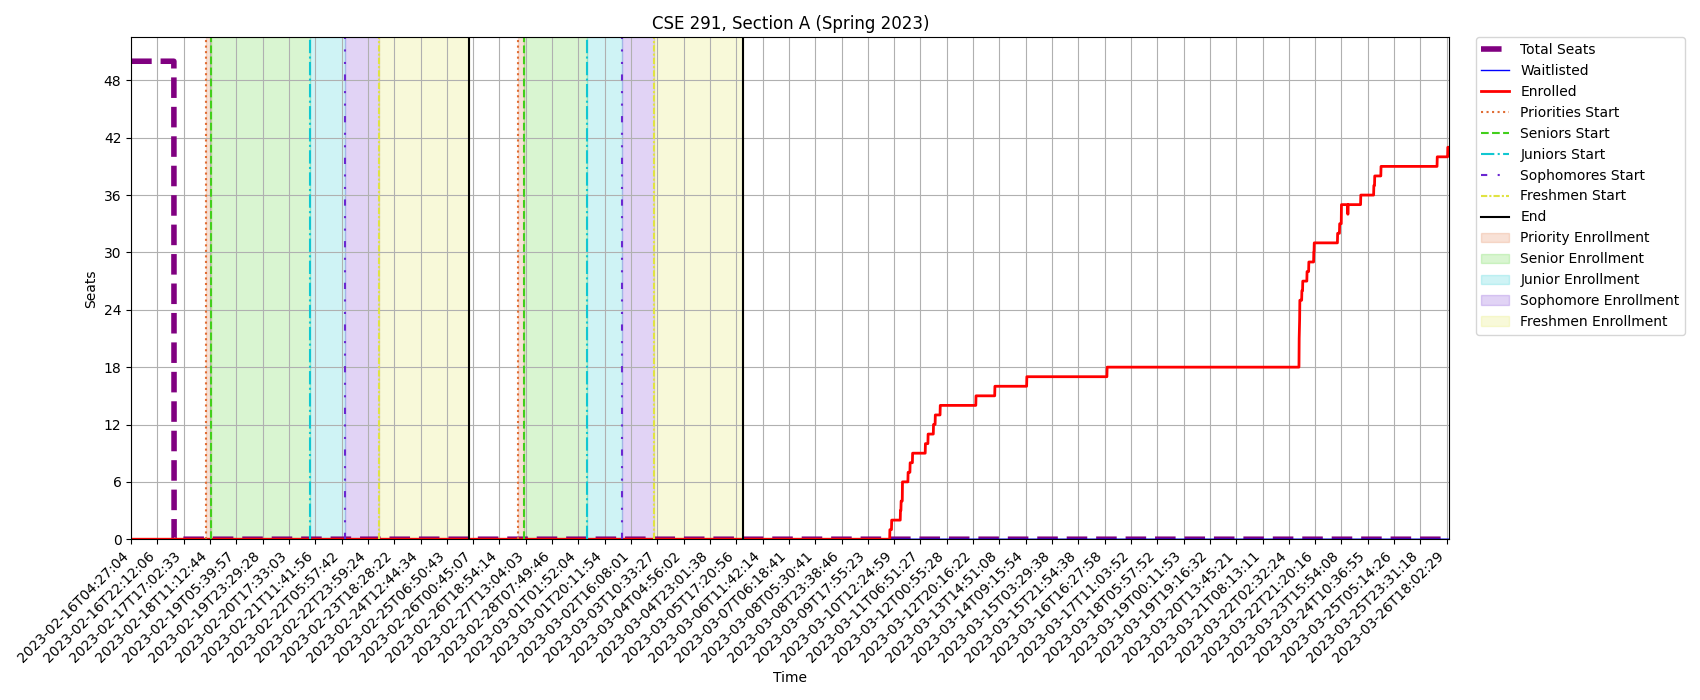 CSE 291, Section A (Spring 2023)
Seats
48
42
36
30
24
18
12
6
0
2023-02-16T04:27:04
2023-02-16T22:12:06
2023-02-17T17:02:33
2023-02-18T11:12:44
2023-02-19T05:39:57
2023-02-19T23:29:28
2023-02-20T17:33:03
2023-02-21T11:41:56
2023-02-22T05:57:42
2023-02-22T23:59:24
2023-02-23T18:28:22
2023-02-24T12:44:34
2023-02-25T06:50:43
2023-02-26T00:45:07
2023-02-26T18:54:14
2023-02-27T13:04:03
2023-02-28T07:49:46
2023-03-01T01:52:04
2023-03-01T20:11:54
2023-03-02T16:08:01
2023-03-03T10:33:27
2023-03-04T04:56:02
2023-03-04T23:01:38
2023-03-05T17:20:56
2023-03-06T11:42:14
2023-03-07T06:18:41
2023-03-08T05:30:41
2023-03-08T23:38:46
2023-03-09T17:55:23
2023-03-10T12:24:59
2023-03-11T06:51:27
2023-03-12T00:55:28
2023-03-12T20:16:22
2023-03-13T14:51:08
2023-03-14T09:15:54
2023-03-15T03:29:38
2023-03-15T21:54:38
2023-03-16T16:27:58
2023-03-17T11:03:52
2023-03-18T05:57:52
2023-03-19T00:11:53
2023-03-19T19:16:32
2023-03-20T13:45:21
2023-03-21T08:13:11
2023-03-22T02:32:24
2023-03-22T21:20:16
2023-03-23T15:54:08
2023-03-24T10:36:55
2023-03-25T05:14:26
2023-03-25T23:31:18
2023-03-26T18:02:29
Time
Total Seats
Waitlisted
Enrolled
Priorities Start
Seniors Start
Juniors Start
Sophomores Start
Freshmen Start
End
Priority Enrollment
Senior Enrollment
Junior Enrollment
Sophomore Enrollment
Freshmen Enrollment